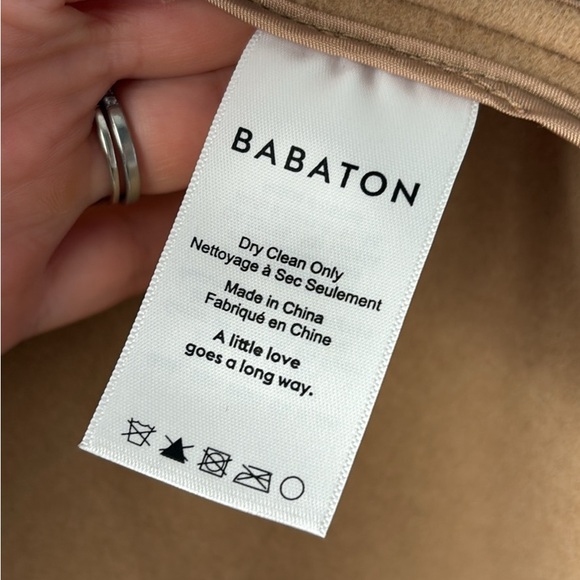 BABATON
Dry Clean Only
Nettoyage à Sec Seulement
Made in China
Fabriqué en Chine
A little love
goes a long way.